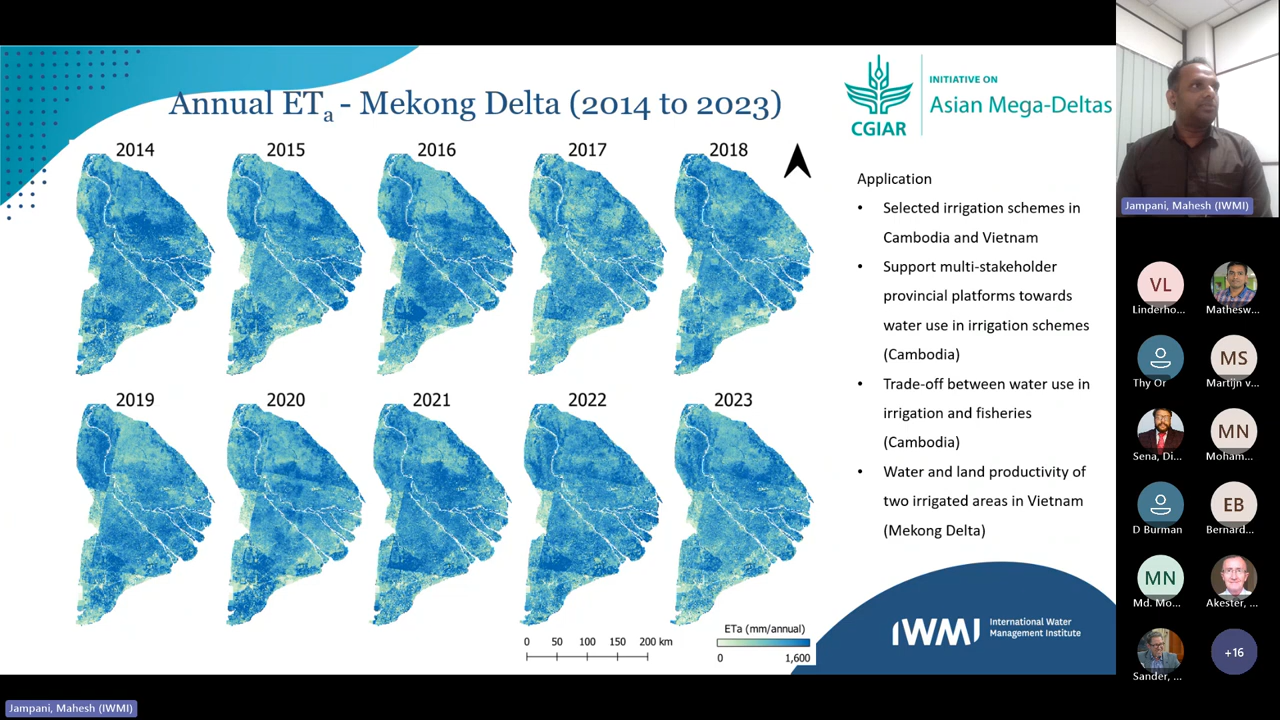 Annual ETa - Mekong Delta (2014 to 2023)
2014
2015
2016
2017
2018
2019
2020
2021
2022
2023
0 50 100 150 200 km
ETa (mm/annual)
0 1,600
CGIAR
INITIATIVE ON
Asian Mega-Deltas
Application
• Selected irrigation schemes in
Cambodia and Vietnam
• Support multi-stakeholder
provincial platforms towards
water use in irrigation schemes
(Cambodia)
• Trade-off between water use in
irrigation and fisheries
(Cambodia)
• Water and land productivity of
two irrigated areas in Vietnam
(Mekong Delta)
IWMI
International Water
Management Institute
Jampani, Mahesh (IWMI)
VL
Linderho...
Mathesw...
Thy Or
MS
Martijn v...
Sena, Di...
MN
Moham...
D Burman
EB
Bernard...
MN
Md. Mo...
Akester, ...
Sander, ...
+16
Jampani, Mahesh (IWMI)